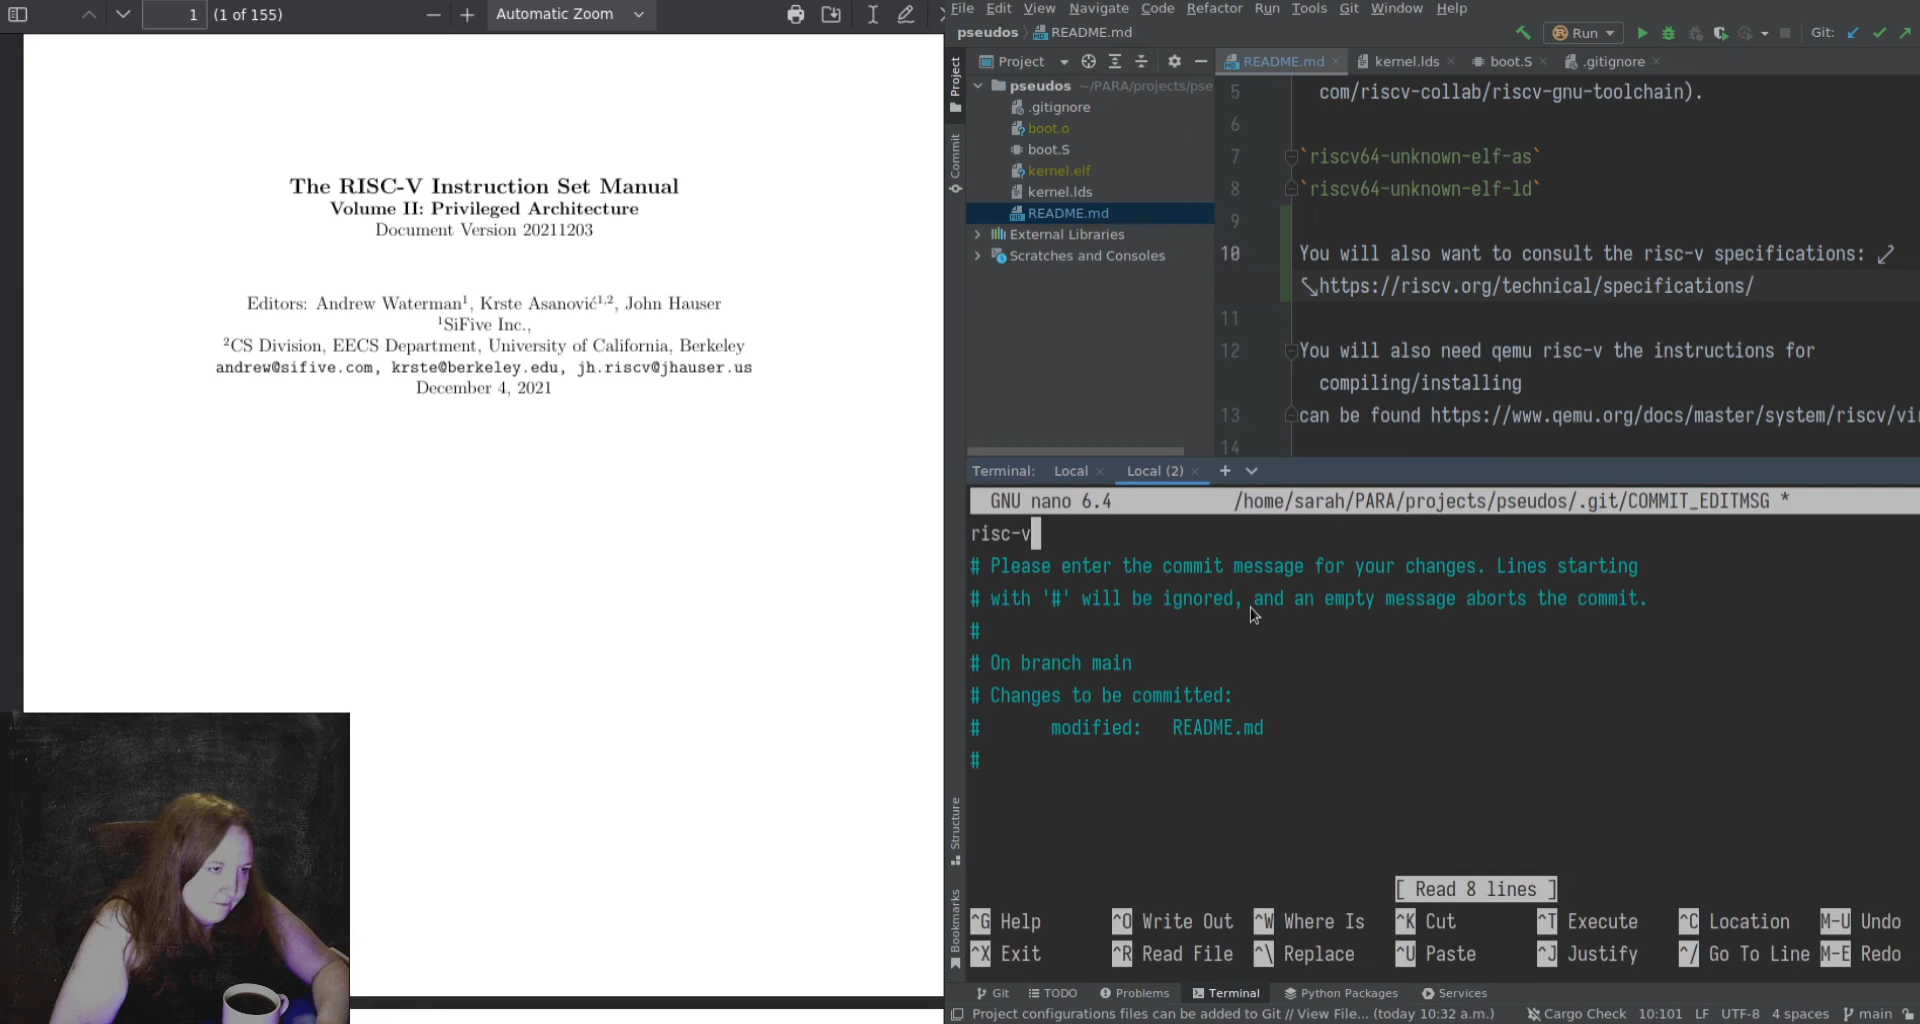 1 (1 of 155) Automatic Zoom
The RISC-V Instruction Set Manual
Volume II: Privileged Architecture
Document Version 20211203
Editors: Andrew Waterman1, Krste Asanović1,2, John Hauser
1SiFive Inc.,
2CS Division, EECS Department, University of California, Berkeley
andrew@sifive.com, krste@berkeley.edu, jh.riscv@jhauser.us
December 4, 2021
File Edit View Navigate Code Refactor Run Tools Git Window Help
pseudos README.md Run Git:
Project
Commit
Structure
Bookmarks
Project
pseudos ~/PARA/projects/pse
.gitignore
boot.o
boot.S
kernel.elf
kernel.lds
README.md
External Libraries
Scratches and Consoles
README.md kernel.lds boot.S .gitignore
5 com/riscv-collab/riscv-gnu-toolchain).
6
7 `riscv64-unknown-elf-as`
8 `riscv64-unknown-elf-ld`
9
10 You will also want to consult the risc-v specifications:
https://riscv.org/technical/specifications/
11
12 You will also need qemu risc-v the instructions for
compiling/installing
13 can be found https://www.qemu.org/docs/master/system/riscv/vi
14
Terminal: Local Local (2)
GNU nano 6.4 /home/sarah/PARA/projects/pseudos/.git/COMMIT_EDITMSG *
risc-v
# Please enter the commit message for your changes. Lines starting
# with '#' will be ignored, and an empty message aborts the commit.
#
# On branch main
# Changes to be committed:
# modified: README.md
#
[ Read 8 lines ]
^G Help ^O Write Out ^W Where Is ^K Cut ^T Execute ^C Location M-U Undo
^X Exit ^R Read File ^\ Replace ^U Paste ^J Justify ^/ Go To Line M-E Redo
Git TODO Problems Terminal Python Packages Services
Project configurations files can be added to Git // View File... (today 10:32 a.m.) Cargo Check 10:101 LF UTF-8 4 spaces main